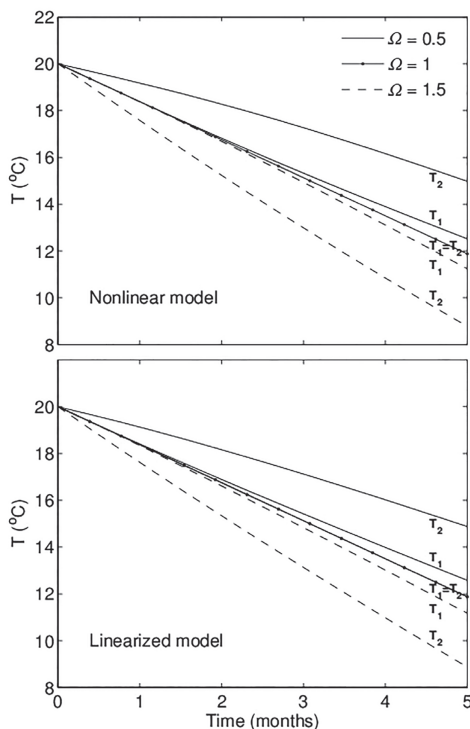 22
20
18
16
14
12
10
8
T (°C)
Ω = 0.5
Ω = 1
Ω = 1.5
T₂
T₁
T₁=T₂
T₁
T₂
Nonlinear model
0 1 2 3 4 5
20
18
16
14
12
10
8
T (°C)
T₂
T₁
T₁=T₂
T₁
T₂
Linearized model
0 1 2 3 4 5
Time (months)